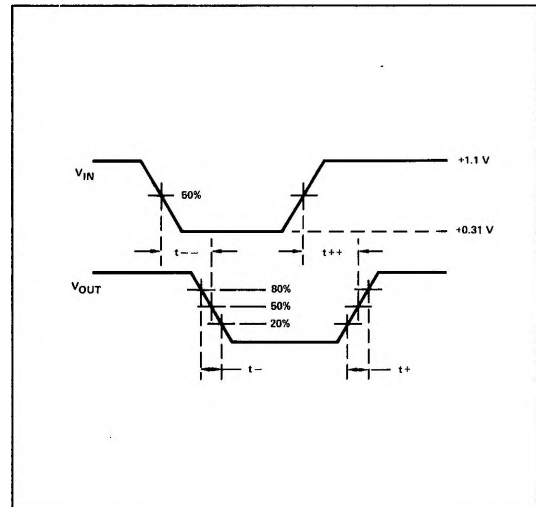 +1.1 V
VIN
50%
+0.31 V
t--
t++
VOUT
80%
50%
20%
t-
t+